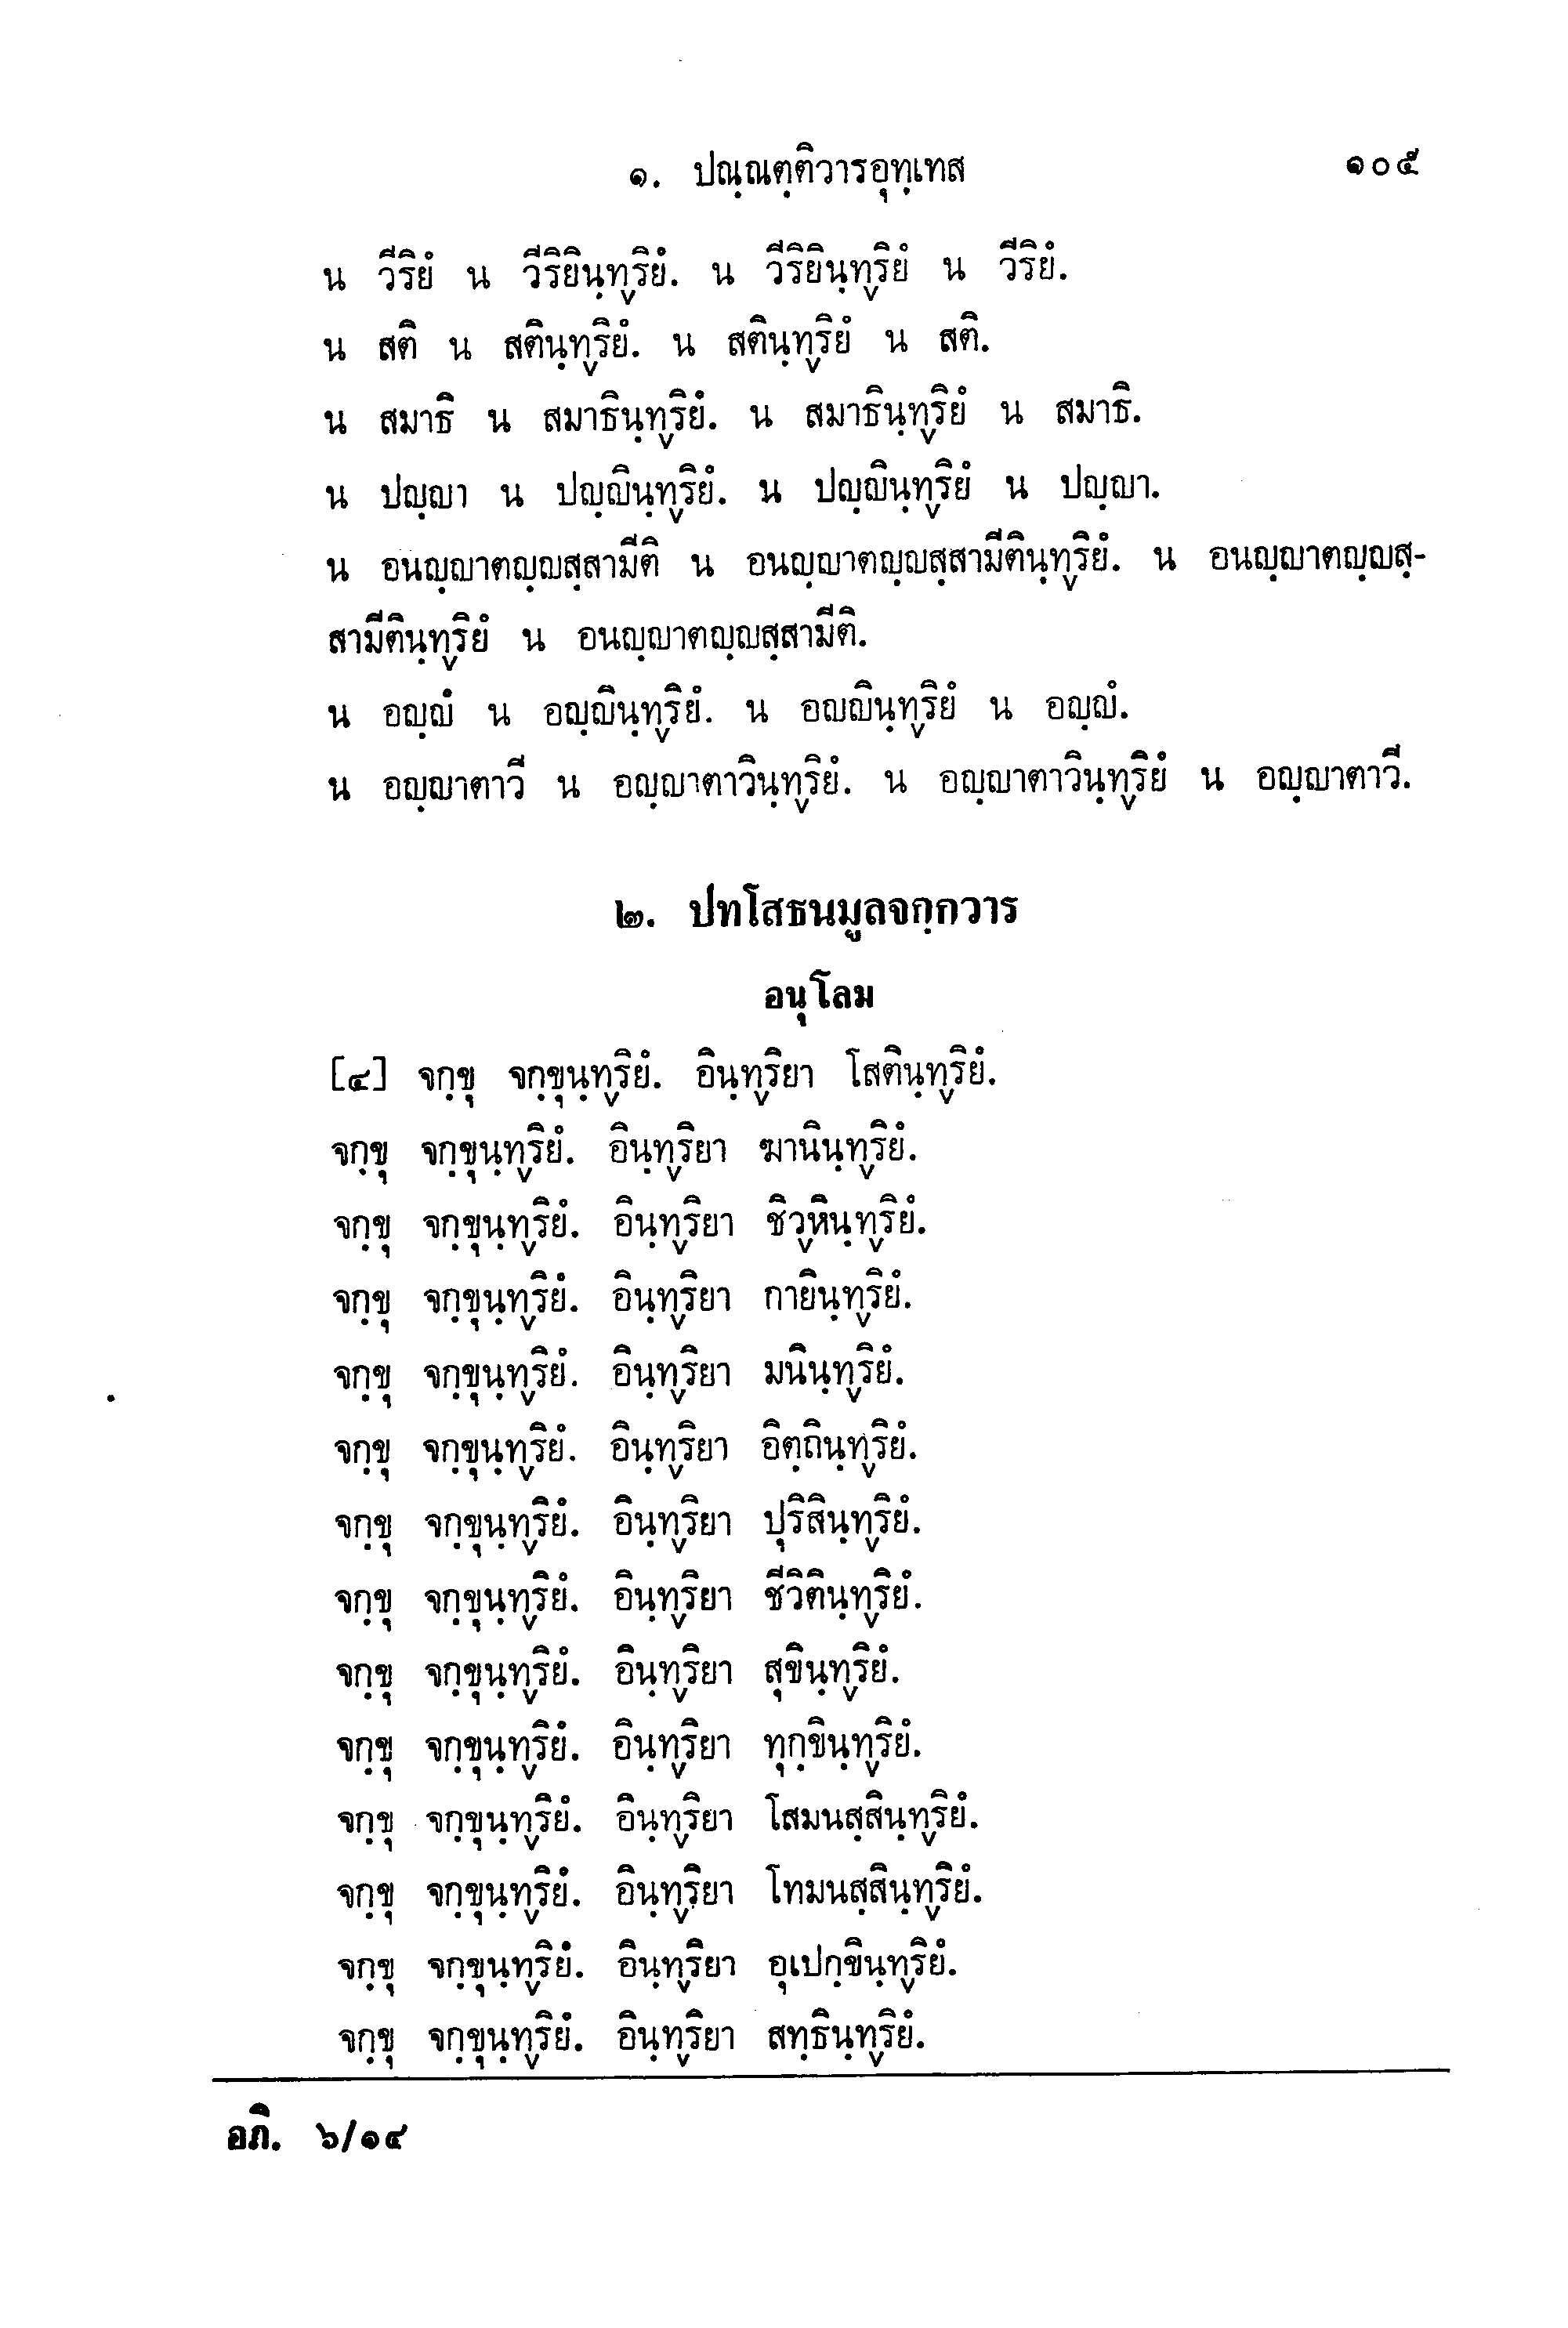 ๑. ปณฺณตฺติวารอุทฺเทส ๑๐๕
น วีริยํ น วีริยินฺทฺริยํ. น วีริยินฺทฺริยํ น วีริยํ.
น สติ น สตินฺทฺริยํ. น สตินฺทฺริยํ น สติ.
น สมาธิ น สมาธินฺทฺริยํ. น สมาธินฺทฺริยํ น สมาธิ.
น ปญฺญา น ปญฺญินฺทฺริยํ. น ปญฺญินฺทฺริยํ น ปญฺญา.
น อนญฺญาตญฺญสฺสามีติ น อนญฺญาตญฺญสฺสามีตินฺทฺริยํ. น อนญฺญาตญฺญสฺ-
สามีตินฺทฺริยํ น อนญฺญาตญฺญสฺสามีติ.
น อญฺญํ น อญฺญินฺทฺริยํ. น อญญินฺทฺริยํ น อญฺญํ.
น อญฺญาตาวี น อญฺญาตาวินฺทฺริยํ. น อญฺญาตาวินฺทฺริยํ น อญฺญาตาวี.
๒. ปทโสธนมูลจกฺกวาร
อนุโลม
[๔] จกฺขุ จกฺขุนฺทฺริยํ. อินฺทฺริยา โสตินฺทฺริยํ.
จกฺขุ จกฺขุนฺทฺริยํ. อินฺทฺริยา ฆานินฺทฺริยํ.
จกฺขุ จกฺขุนฺทฺริยํ. อินฺทฺริยา ชิวฺหินฺทฺริยํ.
จกฺขุ จกฺขุนฺทฺริยํ. อินฺทฺริยา กายินฺทฺริยํ.
จกฺขุ จกฺขุนฺทฺริยํ. อินฺทฺริยา มนินฺทฺริยํ.
จกฺขุ จกฺขุนฺทฺริยํ. อินฺทฺริยา อิตฺถินฺทฺริยํ.
จกฺขุ จกฺขุนฺทฺริยํ. อินฺทฺริยา ปุริสินฺทฺริยํ.
จกฺขุ จกฺขุนฺทฺริยํ. อินฺทฺริยา ชีวิตินฺทฺริยํ.
จกฺขุ จกฺขุนฺทฺริยํ. อินฺทฺริยา สุขินฺทฺริยํ.
จกฺขุ จกฺขุนฺทฺริยํ. อินฺทฺริยา ทุกฺขินฺทฺริยํ.
จกฺขุ จกฺขุนฺทฺริยํ. อินฺทฺริยา โสมนสฺสินฺทฺริยํ.
จกฺขุ จกฺขุนฺทฺริยํ. อินฺทฺริยา โทมนสฺสินฺทฺริยํ.
จกฺขุ จกฺขุนฺทฺริยํ. อินฺทฺริยา อุเปกฺขินฺทฺริยํ.
จกฺขุ จกฺขุนฺทฺริยํ. อินฺทฺริยา สทฺธินฺทฺริยํ.
อภิ. ๖/๑๔